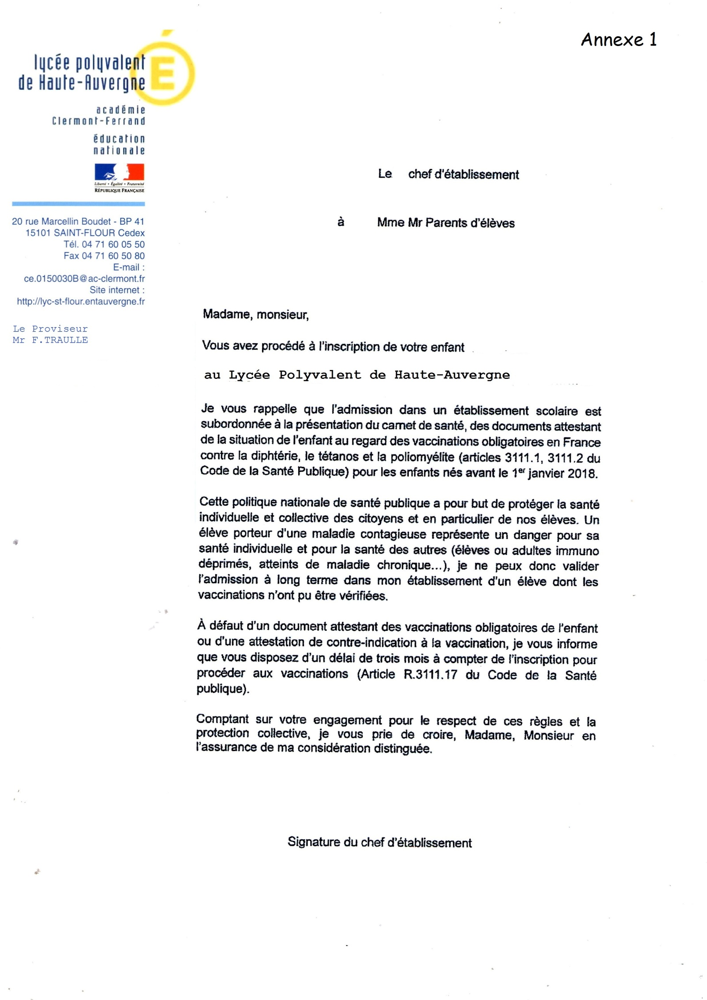 Annexe 1
lycée polyvalent
de Haute-Auvergne
É
académie
Clermont-Ferrand
éducation
nationale
Liberté • Égalité • Fraternité
RÉPUBLIQUE FRANÇAISE
20 rue Marcellin Boudet - BP 41
15101 SAINT-FLOUR Cedex
Tél. 04 71 60 05 50
Fax 04 71 60 50 80
E-mail :
ce.0150030B@ac-clermont.fr
Site internet :
http://lyc-st-flour.entauvergne.fr
Le Proviseur
Mr F.TRAULLE
Le chef d'établissement
à Mme Mr Parents d'élèves
Madame, monsieur,
Vous avez procédé à l'inscription de votre enfant
au Lycée Polyvalent de Haute-Auvergne
Je vous rappelle que l'admission dans un établissement scolaire est
subordonnée à la présentation du carnet de santé, des documents attestant
de la situation de l'enfant au regard des vaccinations obligatoires en France
contre la diphtérie, le tétanos et la poliomyélite (articles 3111.1, 3111.2 du
Code de la Santé Publique) pour les enfants nés avant le 1er janvier 2018.
Cette politique nationale de santé publique a pour but de protéger la santé
individuelle et collective des citoyens et en particulier de nos élèves. Un
élève porteur d'une maladie contagieuse représente un danger pour sa
santé individuelle et pour la santé des autres (élèves ou adultes immuno
déprimés, atteints de maladie chronique...), je ne peux donc valider
l'admission à long terme dans mon établissement d'un élève dont les
vaccinations n'ont pu être vérifiées.
À défaut d'un document attestant des vaccinations obligatoires de l'enfant
ou d'une attestation de contre-indication à la vaccination, je vous informe
que vous disposez d'un délai de trois mois à compter de l'inscription pour
procéder aux vaccinations (Article R.3111.17 du Code de la Santé
publique).
Comptant sur votre engagement pour le respect de ces règles et la
protection collective, je vous prie de croire, Madame, Monsieur en
l'assurance de ma considération distinguée.
Signature du chef d'établissement